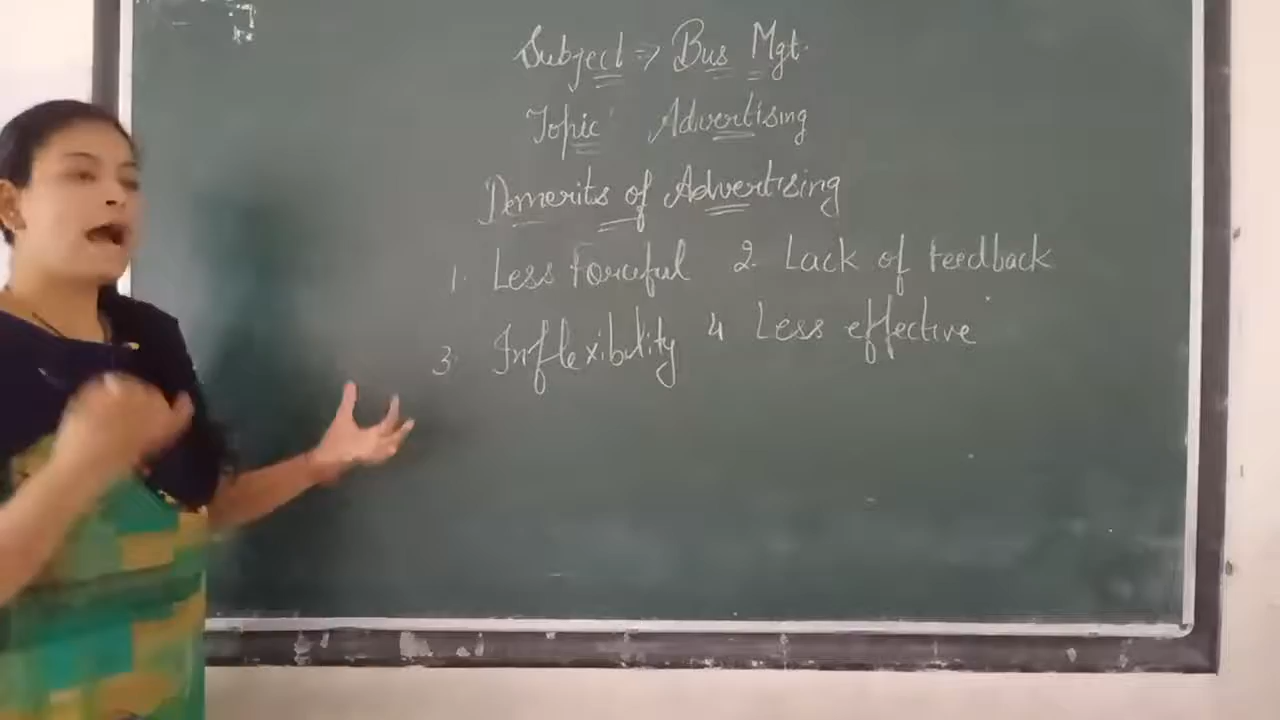 Subject => Bus Mgt.
Topic Advertising
Demerits of Advertising
1. Less Forceful 2. Lack of feedback
3. Inflexibility 4 Less effective